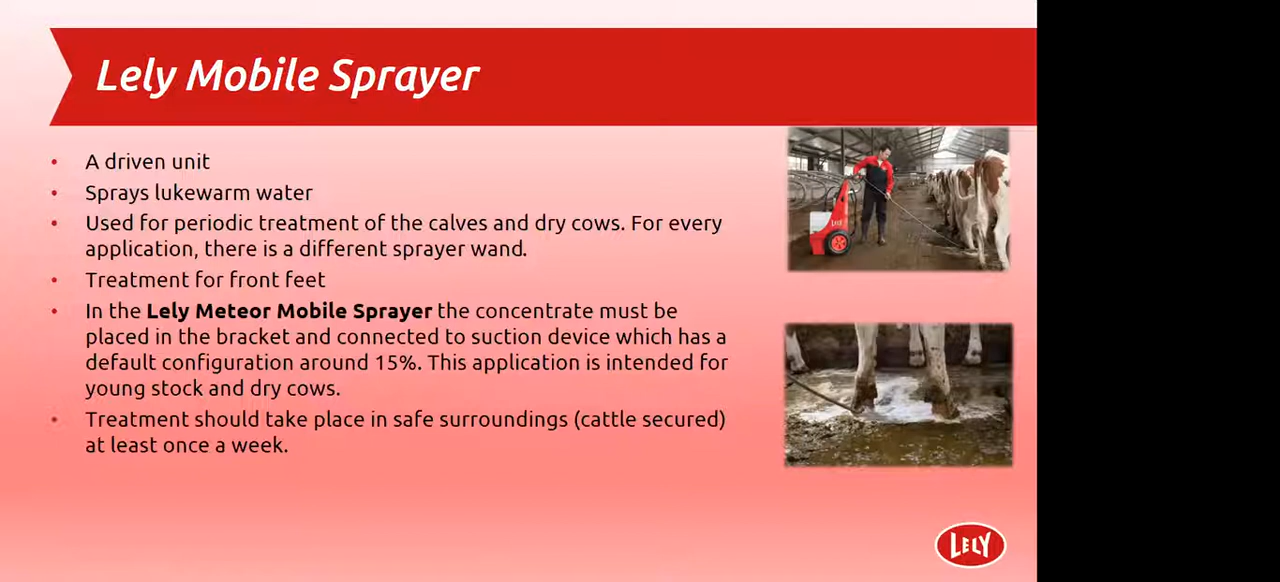 Lely Mobile Sprayer
• A driven unit
• Sprays lukewarm water
• Used for periodic treatment of the calves and dry cows. For every
application, there is a different sprayer wand.
• Treatment for front feet
• In the Lely Meteor Mobile Sprayer the concentrate must be
placed in the bracket and connected to suction device which has a
default configuration around 15%. This application is intended for
young stock and dry cows.
• Treatment should take place in safe surroundings (cattle secured)
at least once a week.
LELY